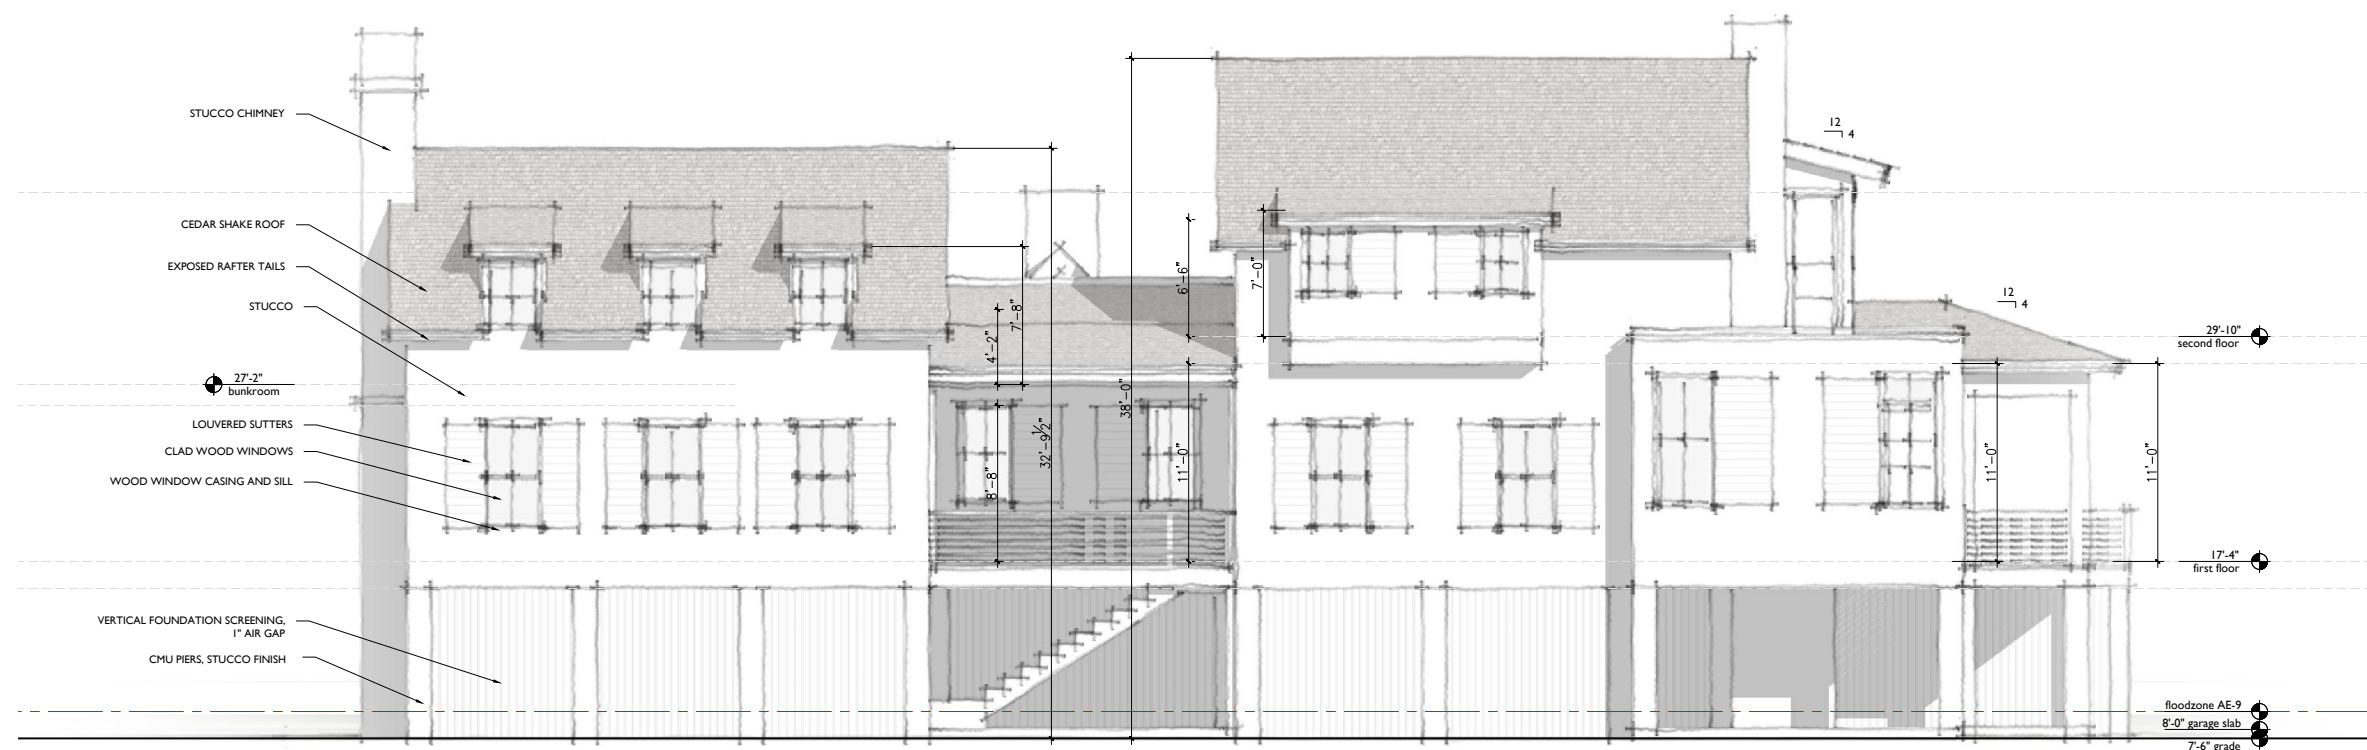 STUCCO CHIMNEY
CEDAR SHAKE ROOF
EXPOSED RAFTER TAILS
STUCCO
27'-2"
bunkroom
LOUVERED SUTTERS
CLAD WOOD WINDOWS
WOOD WINDOW CASING AND SILL
VERTICAL FOUNDATION SCREENING,
1" AIR GAP
CMU PIERS, STUCCO FINISH
8'-8"
4'-2"
7'-8"
32'-9½"
38'-0"
11'-0"
6'-6"
7'-0"
12
4
12
4
11'-0"
11'-0"
29'-10"
second floor
17'-4"
first floor
floodzone AE-9
8'-0" garage slab
7'-6" grade